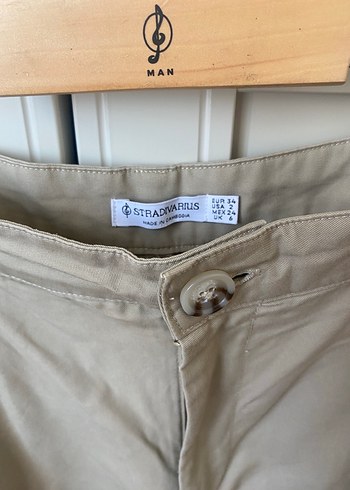 MAN
STRADIVARIUS
MADE IN CAMBODIA
EUR 34
USA 2
MEX 24
UK 6